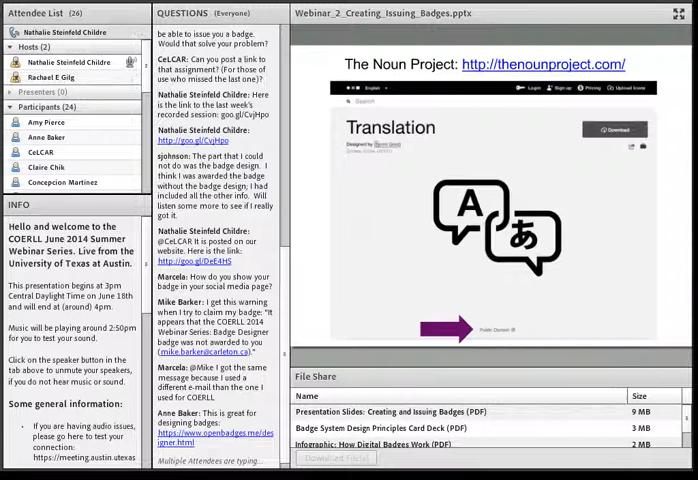 Attendee List (26)
Nathalie Steinfeld Childre
Hosts (2)
Nathalie Steinfeld Childre
Rachael E Gilg
Presenters (0)
Participants (24)
Amy Pierce
Anne Baker
CeLCAR
Claire Chik
Concepcion Martinez
INFO
Hello and welcome to the
COERLL June 2014 Summer
Webinar Series. Live from the
University of Texas at Austin.
This presentation begins at 3pm
Central Daylight Time on June 18th
and will end at (around) 4pm.
Music will be playing around 2:50pm
for you to test your sound.
Click on the speaker button in the
tab above to unmute your speakers,
if you do not hear music or sound.
Some general information:
• If you are having audio issues,
please go here to test your
connection:
https://meeting.austin.utexas
QUESTIONS (Everyone)
be able to issue you a badge.
Would that solve your problem?
CeLCAR: Can you post a link to
that assignment? (For those of
us who missed the last one)?
Nathalie Steinfeld Childre: Here
is the link to the last week's
recorded session: goo.gl/CvjHpo
Nathalie Steinfeld Childre:
http://goo.gl/CvjHpo
sjohnson: The part that I could
not do was the badge design. I
think I was awarded the badge
without the badge design; I had
included all the other info. Will
listen some more to see if I really
got it.
Nathalie Steinfeld Childre:
@CeLCAR It is posted on our
website. Here is the link:
http://goo.gl/DeE4HS
Marcela: How do you show your
badge in your social media page?
Mike Barker: I get this warning
when I try to claim my badge: "It
appears that the COERLL 2014
Webinar Series: Badge Designer
badge was not awarded to you
(mike.barker@carleton.ca)."
Marcela: @Mike I got the same
message because I used a
different e-mail than the one I
used for COERLL
Anne Baker: This is great for
designing badges:
https://www.openbadges.me/des
igner.html
Multiple Attendees are typing...
Webinar_2_Creating_Issuing_Badges.pptx
The Noun Project: http://thenounproject.com/
English
Login
Sign up
Pricing
Upload Icons
Search
Translation
Download
Designed by
A
あ
Public Domain
File Share
Name Size
Presentation Slides: Creating and Issuing Badges (PDF) 9 MB
Badge System Design Principles Card Deck (PDF) 3 MB
Infographic: How Digital Badges Work (PDF) 2 MB
Download File(s)